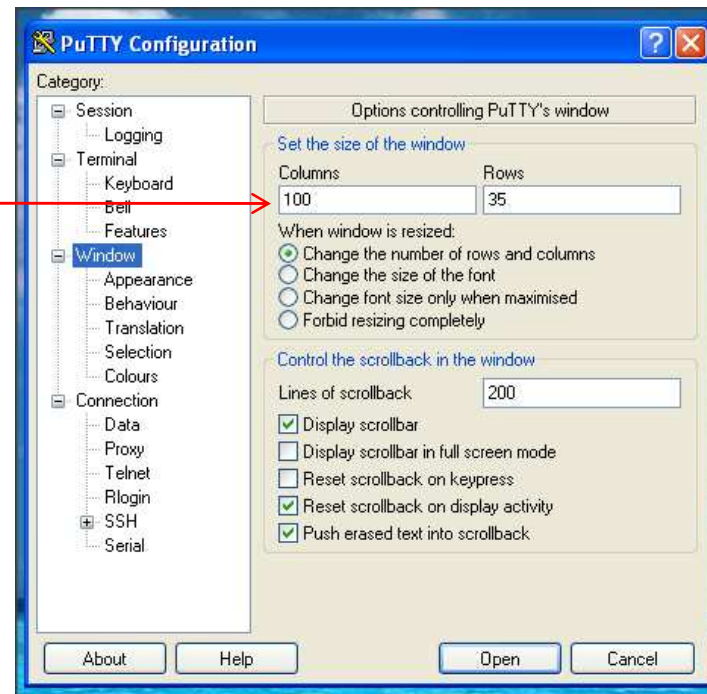 PuTTY Configuration
Category:
Session
Logging
Terminal
Keyboard
Bell
Features
Window
Appearance
Behaviour
Translation
Selection
Colours
Connection
Data
Proxy
Telnet
Rlogin
SSH
Serial
Options controlling PuTTY's window
Set the size of the window
Columns Rows
100 35
When window is resized:
Change the number of rows and columns
Change the size of the font
Change font size only when maximised
Forbid resizing completely
Control the scrollback in the window
Lines of scrollback 200
Display scrollbar
Display scrollbar in full screen mode
Reset scrollback on keypress
Reset scrollback on display activity
Push erased text into scrollback
About Help Open Cancel